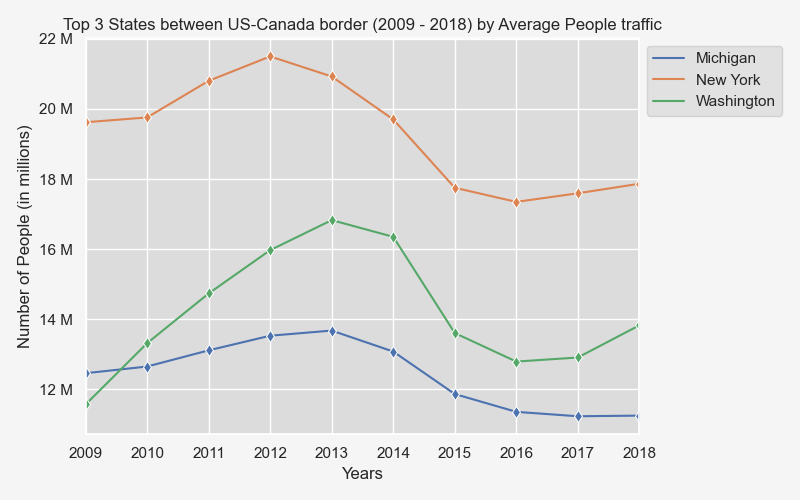 Top 3 States between US-Canada border (2009 - 2018) by Average People traffic
22 M
20 M
18 M
16 M
14 M
12 M
Number of People (in millions)
2009 2010 2011 2012 2013 2014 2015 2016 2017 2018
Years
Michigan
New York
Washington